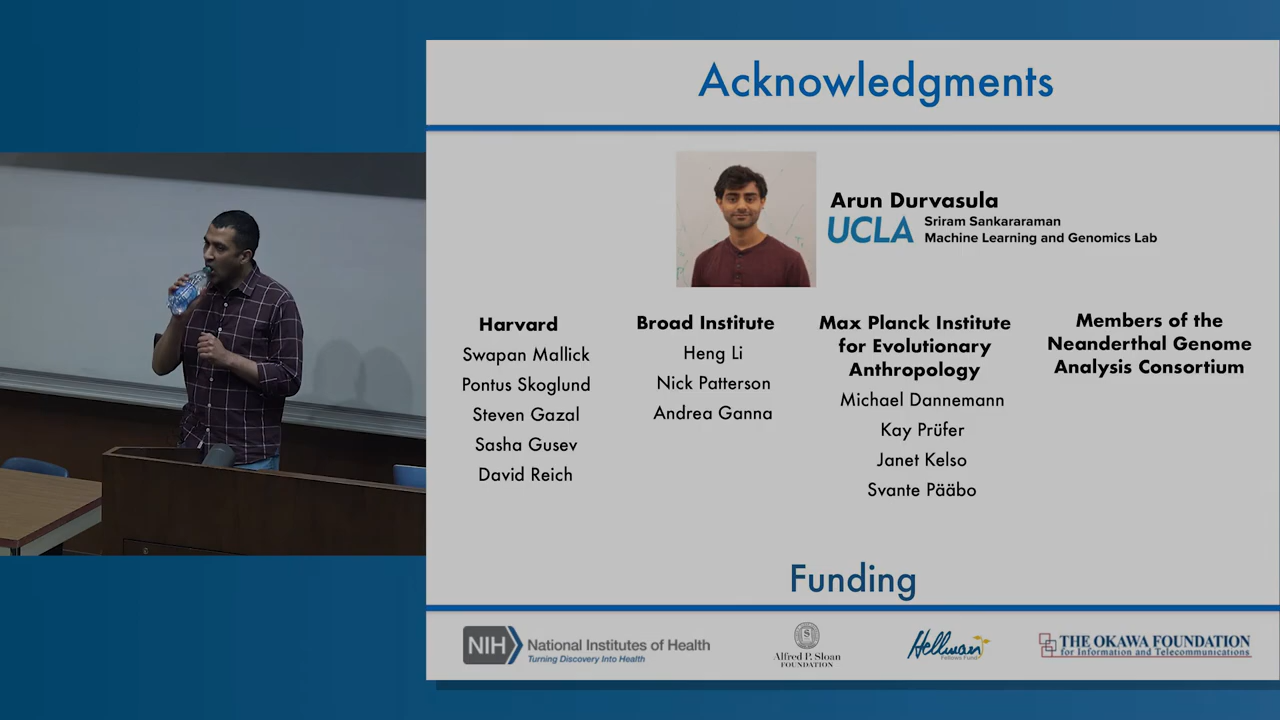 Acknowledgments
Arun Durvasula
UCLA
Sriram Sankararaman
Machine Learning and Genomics Lab
Harvard
Swapan Mallick
Pontus Skoglund
Steven Gazal
Sasha Gusev
David Reich
Broad Institute
Heng Li
Nick Patterson
Andrea Ganna
Max Planck Institute
for Evolutionary
Anthropology
Michael Dannemann
Kay Prüfer
Janet Kelso
Svante Pääbo
Members of the
Neanderthal Genome
Analysis Consortium
Funding
NIH
National Institutes of Health
Turning Discovery Into Health
Alfred P. Sloan
FOUNDATION
Hellman
Fellows Fund
THE OKAWA FOUNDATION
for Information and Telecommunications